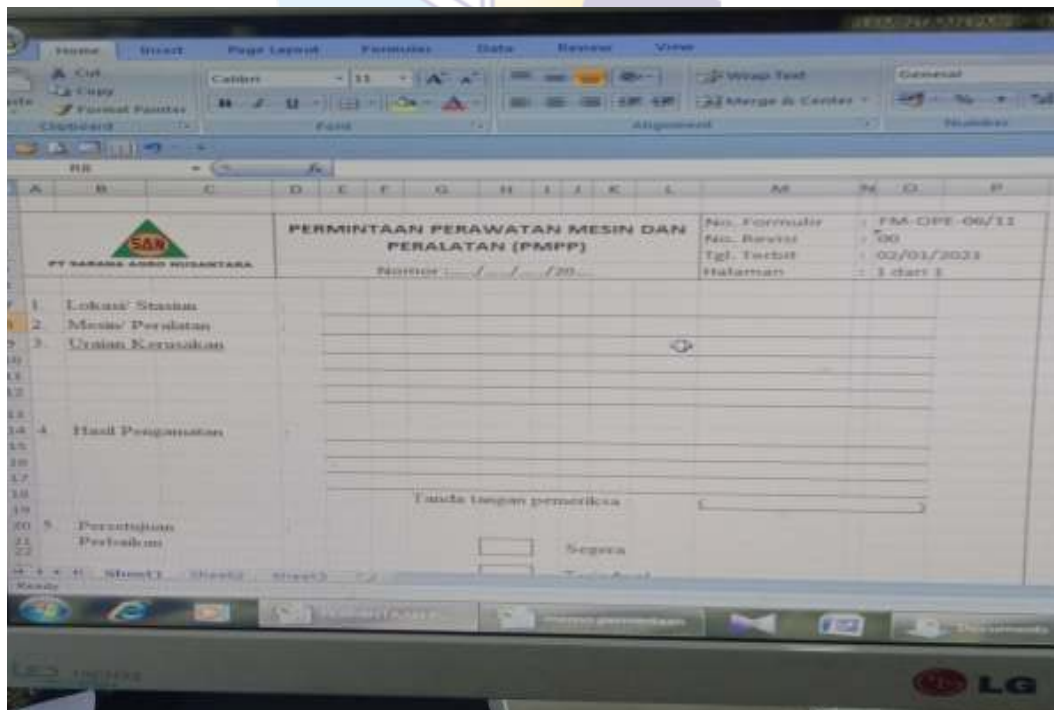 Home Insert Page Layout Formulas Data Review View
Cut
Copy
Format Painter
Clipboard
Calibri 11
Font
Wrap Text
Merge & Center
Alignment
General
Number
R8 fx
A B C D E F G H I J K L M N O P
SAN
PT SARANA AGRO NUSANTARA
PERMINTAAN PERAWATAN MESIN DAN
PERALATAN (PMPP)
Nomor :..../..../..../20....
No. Formulir : FM-OPE-06/11
No. Revisi : 00
Tgl. Terbit : 02/01/2023
Halaman : 1 dari 1
1. Lokasi/ Stasiun :
2. Mesin/ Peralatan :
3. Uraian Kerusakan
4. Hasil Pengamatan :
Tanda tangan pemeriksa ( )
5. Persetujuan :
Perbaikan
Segera
Sheet1 Sheet2 Sheet3
Ready
Documents
LG